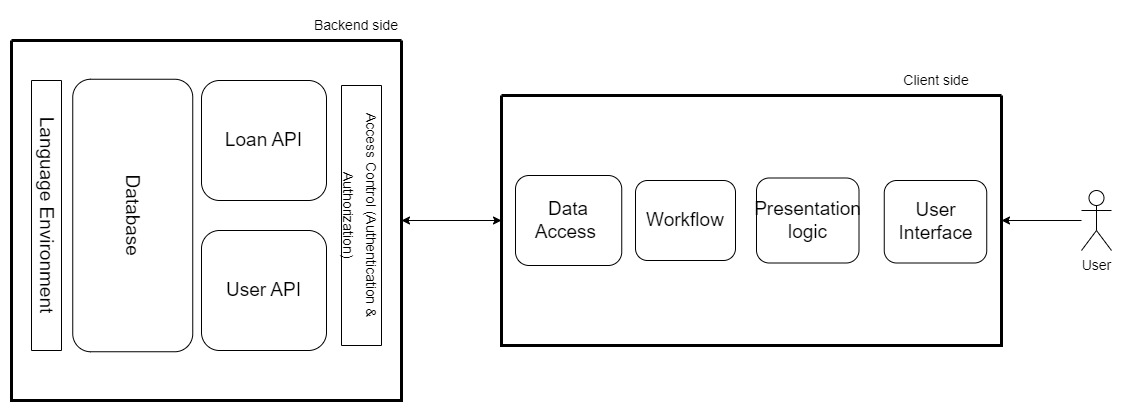 Backend side
Language Environment
Database
Loan API
User API
Access Control (Authentication &
Authorization)
Client side
Data
Access
Workflow
Presentation
logic
User
Interface
User